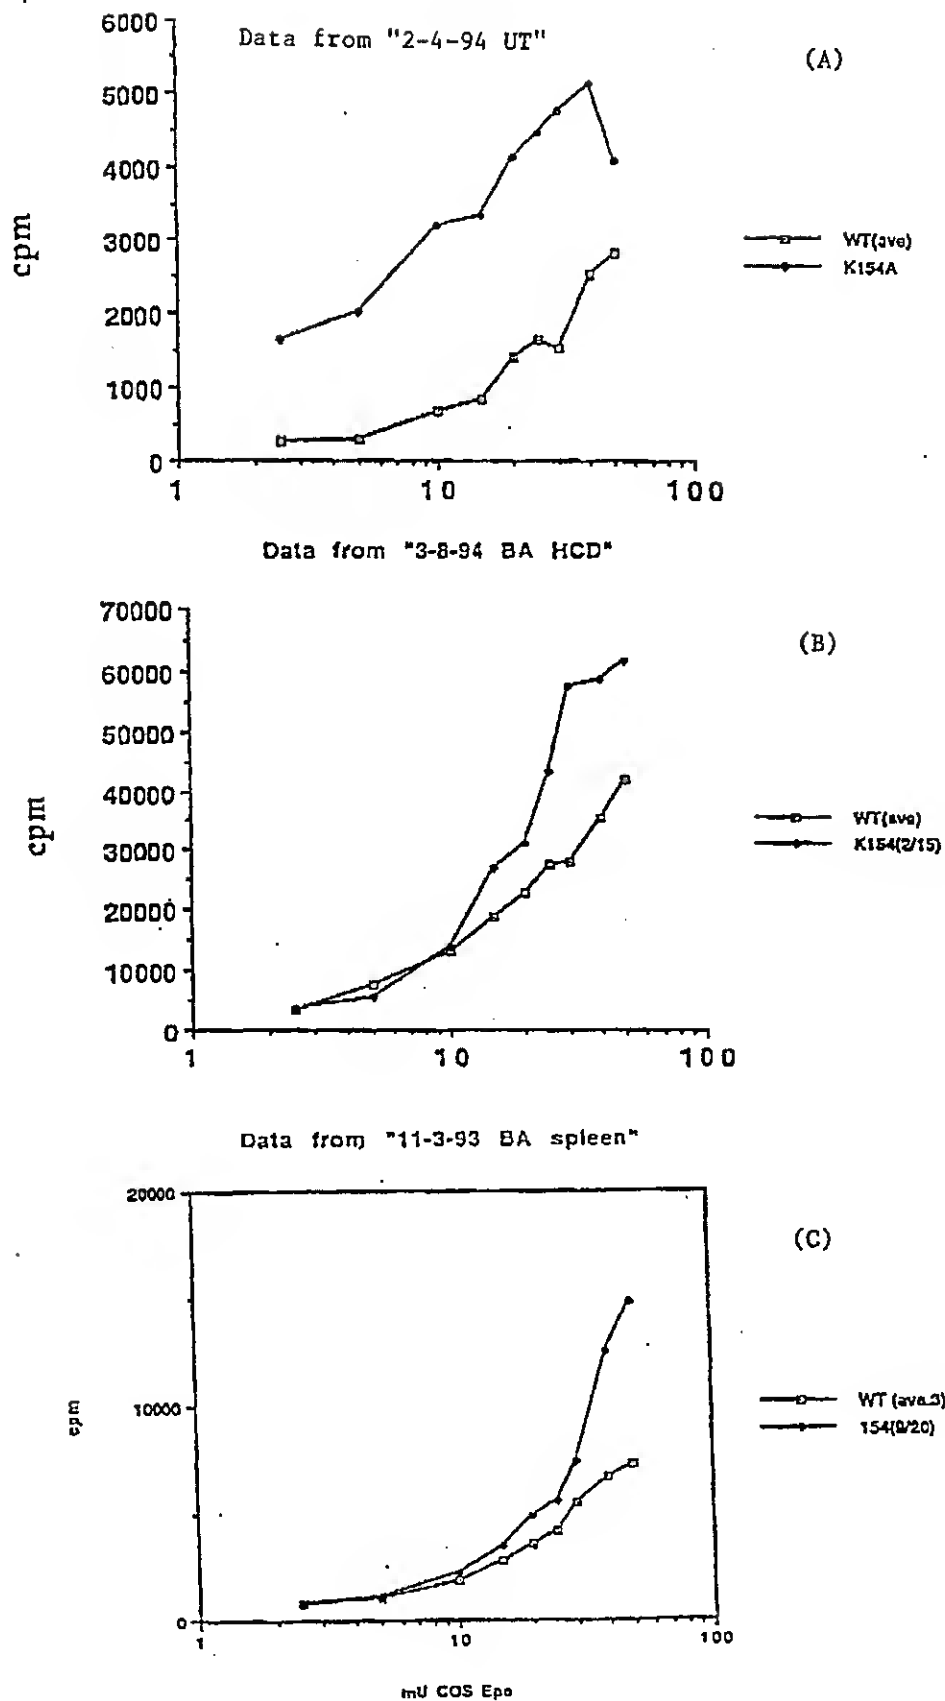 6000
Data from "2-4-94 UT"
(A)
5000
4000
3000
2000
1000
0
cpm
WT(ave)
K154A
1
10
100
Data from "3-8-94 BA HCD"
70000
(B)
60000
50000
40000
30000
20000
10000
0
cpm
WT(ave)
K154(2/15)
1
10
100
Data from "11-3-93 BA spleen"
20000
(C)
10000
0
cpm
WT (ave.3)
154(9/20)
1
10
100
mU COS Epo